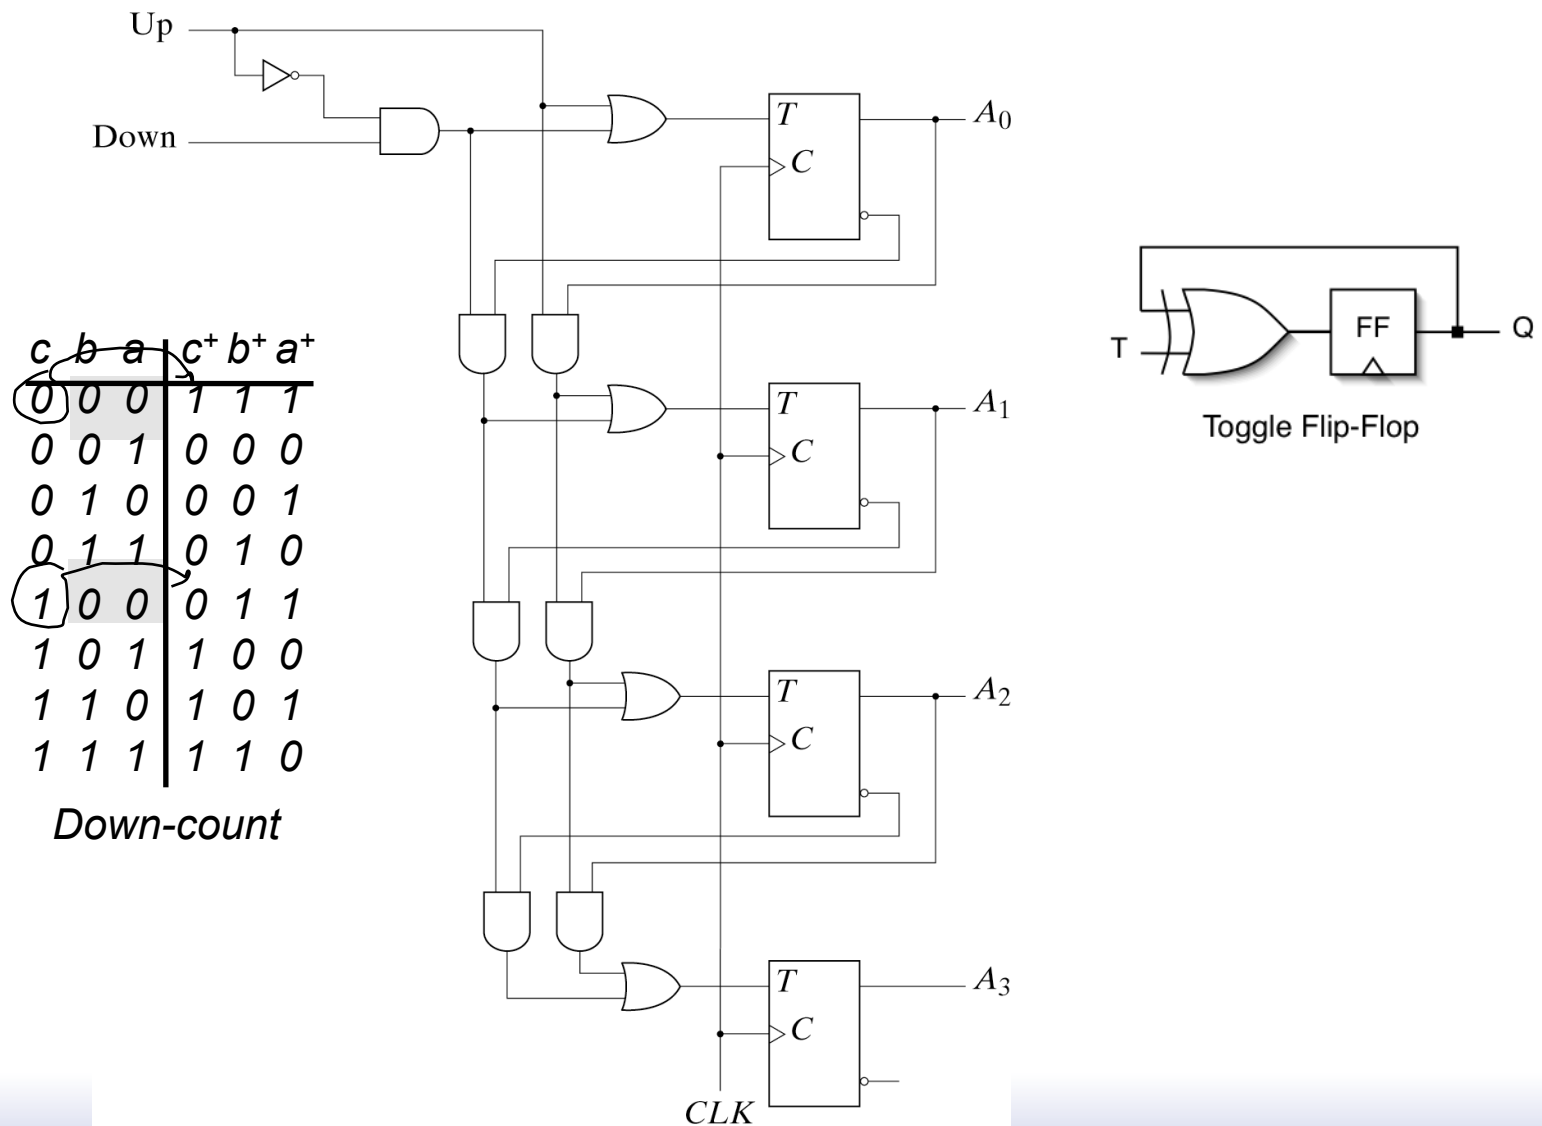 Up
Down
T
C
A0
T
C
A1
T
C
A2
T
C
A3
CLK
c b a c+ b+ a+
0 0 0 1 1 1
0 0 1 0 0 0
0 1 0 0 0 1
0 1 1 0 1 0
1 0 0 0 1 1
1 0 1 1 0 0
1 1 0 1 0 1
1 1 1 1 1 0
Down-count
T
FF
Q
Toggle Flip-Flop